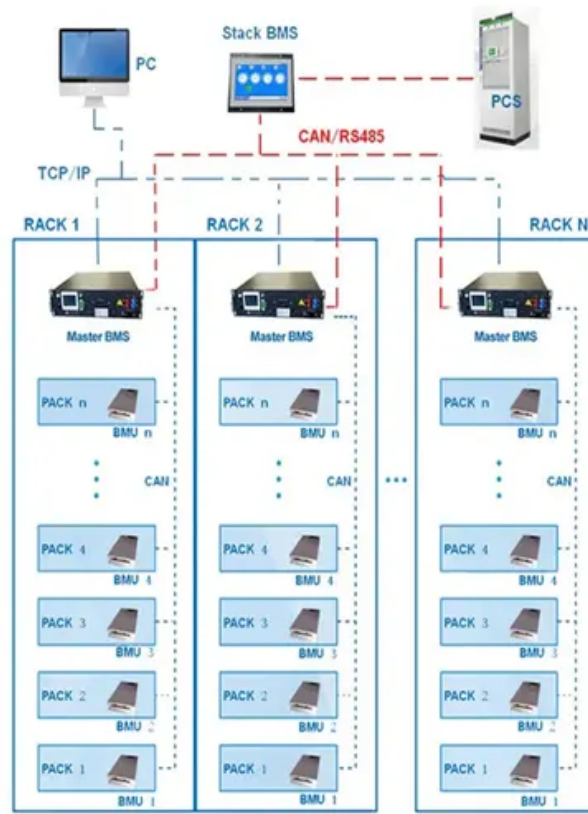 Stack BMS
PC
PCS
CAN/RS485
TCP/IP
RACK 1
RACK 2
RACK N
Master BMS
Master BMS
Master BMS
PACK n
BMU n
PACK n
BMU n
PACK n
BMU n
CAN
CAN
CAN
PACK 4
BMU 4
PACK 4
BMU 4
PACK 4
BMU 4
PACK 3
BMU 3
PACK 3
BMU 3
PACK 3
BMU 3
PACK 2
BMU 2
PACK 2
BMU 2
PACK 2
BMU 2
PACK 1
BMU 1
PACK 1
BMU 1
PACK 1
BMU 1